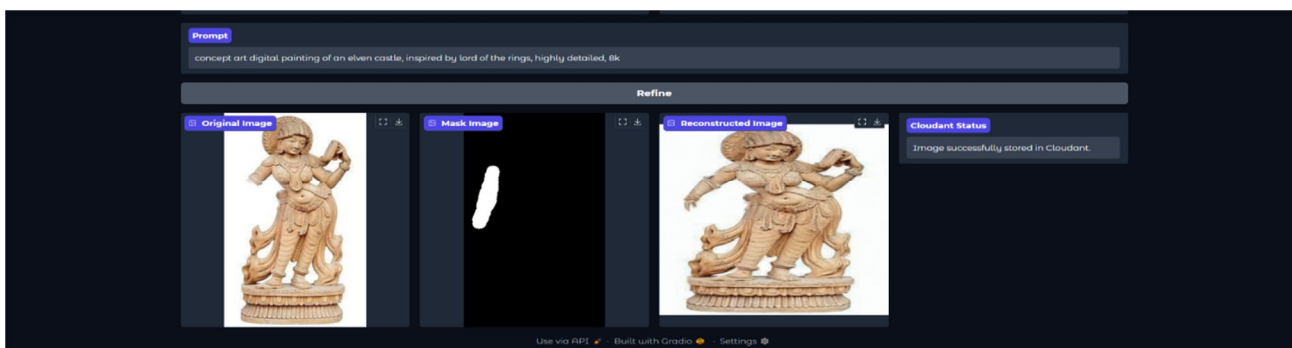 Prompt
concept art digital painting of an elven castle, inspired by lord of the rings, highly detailed, 8k
Refine
Original Image
Mask Image
Reconstructed Image
Cloudant Status
Image successfully stored in Cloudant.
Use via API · Built with Gradio · Settings